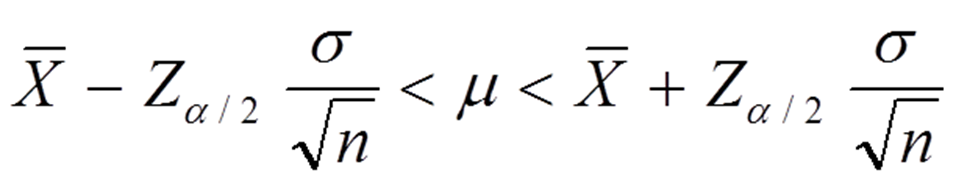 X̄ − Z_{α/2} σ/√n < μ < X̄ + Z_{α/2} σ/√n